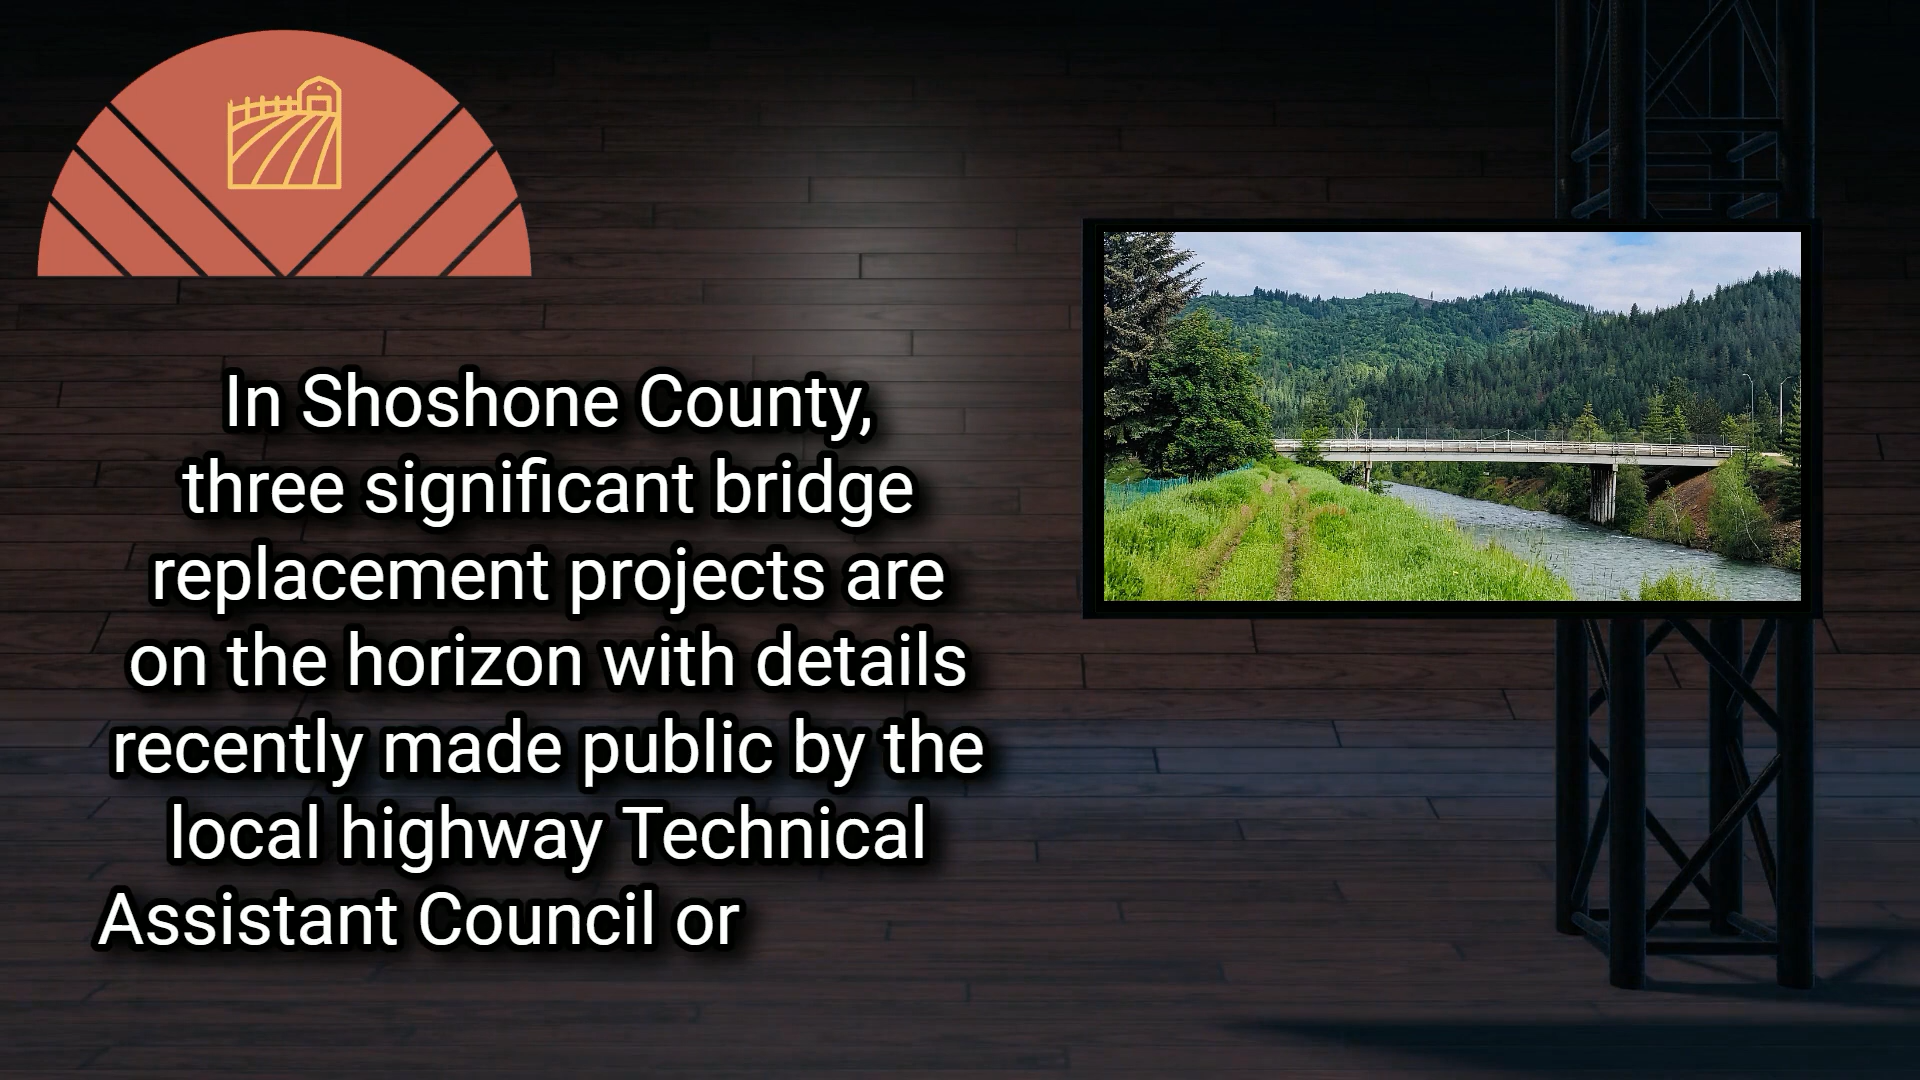 In Shoshone County,
three significant bridge
replacement projects are
on the horizon with details
recently made public by the
local highway Technical
Assistant Council or